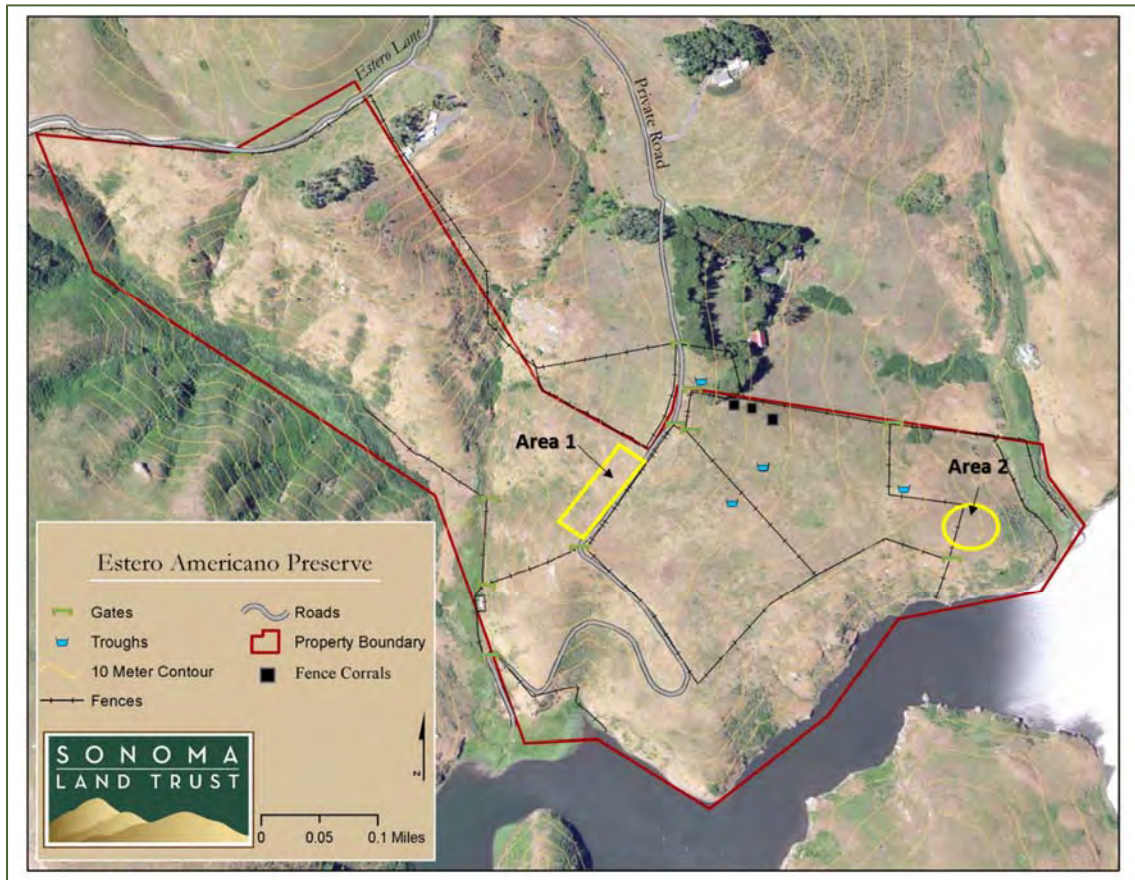 Estero Lane
Private Road
Area 1
Area 2
Estero Americano Preserve
Gates
Troughs
10 Meter Contour
Fences
Roads
Property Boundary
Fence Corrals
SONOMA
LAND TRUST
N
0 0.05 0.1 Miles